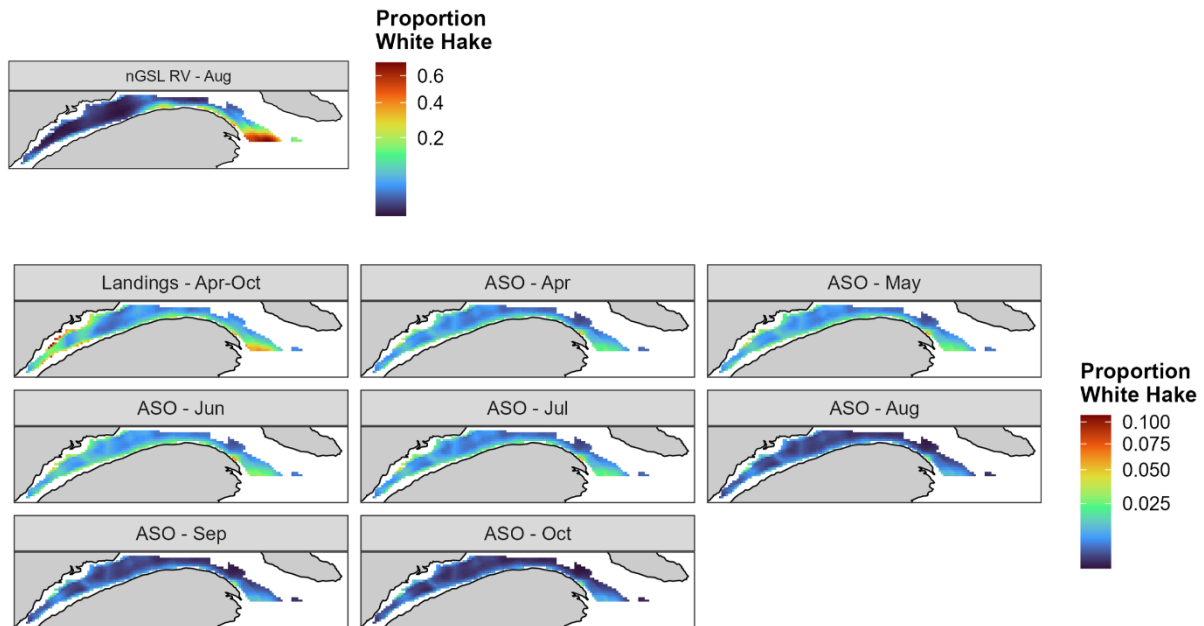 Proportion
White Hake
nGSL RV - Aug
0.6
0.4
0.2
Landings - Apr-Oct
ASO - Apr
ASO - May
ASO - Jun
ASO - Jul
ASO - Aug
Proportion
White Hake
0.100
0.075
0.050
0.025
ASO - Sep
ASO - Oct